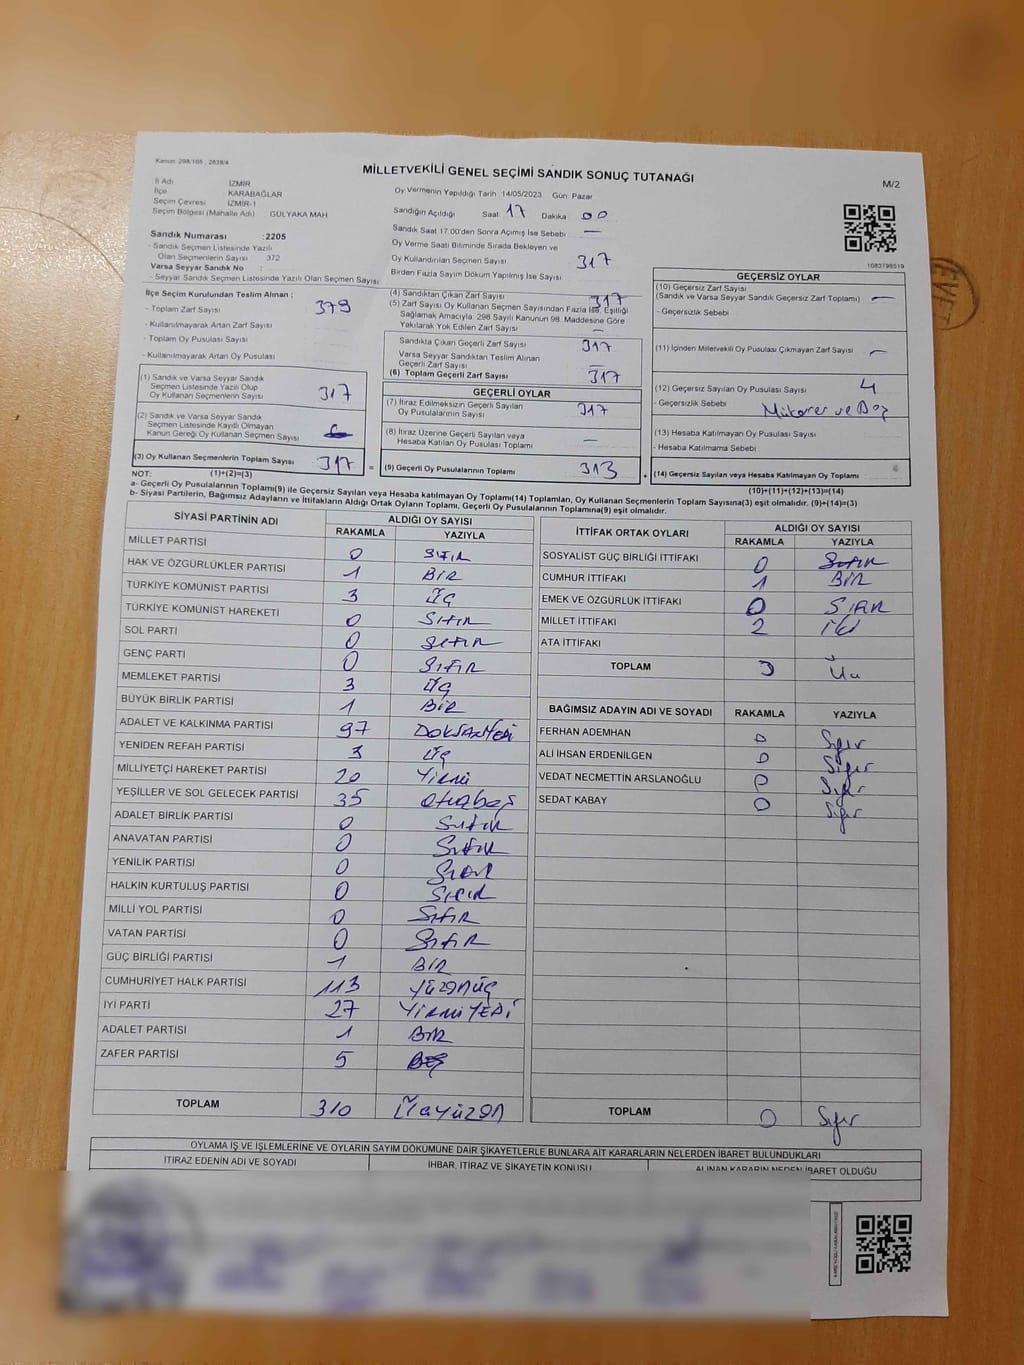 Kanun: 298/105 , 2839/4
MİLLETVEKİLİ GENEL SEÇİMİ SANDIK SONUÇ TUTANAĞI
M/2
İl Adı İZMİR
İlçe KARABAĞLAR
Seçim Çevresi İZMİR-1
Seçim Bölgesi (Mahalle Adı) GÜLYAKA MAH
Sandık Numarası :2205
- Sandık Seçmen Listesinde Yazılı
Olan Seçmenlerin Sayısı 372
Varsa Seyyar Sandık No :
- Seyyar Sandık Seçmen Listesinde Yazılı Olan Seçmen Sayısı
Oy Vermenin Yapıldığı Tarih :14/05/2023 Gün: Pazar
Sandığın Açıldığı Saat: 17 Dakika 00
Sandık Saat 17:00'den Sonra Açımış İse Sebebi : —
Oy Verme Saati Bitiminde Sırada Bekleyen ve
Oy Kullandırılan Seçmen Sayısı 317
Birden Fazla Sayım Döküm Yapılmış İse Sayısı :
1083798519
İlçe Seçim Kurulundan Teslim Alınan :
- Toplam Zarf Sayısı 379
- Kullanılmayarak Artan Zarf Sayısı
- Toplam Oy Pusulası Sayısı
- Kullanılmayarak Artan Oy Pusulası
(1) Sandık ve Varsa Seyyar Sandık
Seçmen Listesinde Yazılı Olup
Oy Kullanan Seçmenlerin Sayısı 317
(2) Sandık ve Varsa Seyyar Sandık
Seçmen Listesinde Kayıtlı Olmayan
Kanun Gereği Oy Kullanan Seçmen Sayısı
(3) Oy Kullanan Seçmenlerin Toplam Sayısı 317
(1)+(2)=(3)
(4) Sandıktan Çıkan Zarf Sayısı 317
(5) Zarf Sayısı Oy Kullanan Seçmen Sayısından Fazla İse, Eşitliği
Sağlamak Amacıyla: 298 Sayılı Kanunun 98. Maddesine Göre
Yakılarak Yok Edilen Zarf Sayısı —
Sandıkta Çıkan Geçerli Zarf Sayısı 317
Varsa Seyyar Sandıktan Teslim Alınan
Geçerli Zarf Sayısı
(6) Toplam Geçerli Zarf Sayısı 317
GEÇERLİ OYLAR
(7) İtiraz Edilmeksizin Geçerli Sayılan
Oy Pusulalarının Sayısı 317
(8) İtiraz Üzerine Geçerli Sayılan veya
Hesaba Katılan Oy Pusulası Toplamı —
= (9) Geçerli Oy Pusulalarının Toplamı 313
GEÇERSİZ OYLAR
(10) Geçersiz Zarf Sayısı
(Sandık ve Varsa Seyyar Sandık Geçersiz Zarf Toplamı) —
- Geçersizlik Sebebi
(11) İçinden Milletvekili Oy Pusulası Çıkmayan Zarf Sayısı —
(12) Geçersiz Sayılan Oy Pusulası Sayısı 4
- Geçersizlik Sebebi ve
(13) Hesaba Katılmayan Oy Pusulası Sayısı
- Hesaba Katılmama Sebebi
+ (14) Geçersiz Sayılan veya Hesaba Katılmayan Oy Toplamı
(10)+(11)+(12)+(13)=(14)
NOT:
a- Geçerli Oy Pusulalarının Toplamı(9) ile Geçersiz Sayılan veya Hesaba katılmayan Oy Toplamı(14) Toplamları, Oy Kullanan Seçmenlerin Toplam Sayısına(3) eşit olmalıdır. (9)+(14)=(3)
b- Siyasi Partilerin, Bağımsız Adayların ve İttifakların Aldığı Ortak Oyların Toplamı, Geçerli Oy Pusulalarının Toplamına(9) eşit olmalıdır.
SİYASİ PARTİNİN ADI ALDIĞI OY SAYISI
RAKAMLA YAZIYLA
MİLLET PARTİSİ 0 SIFIR
HAK VE ÖZGÜRLÜKLER PARTİSİ 1 BİR
TÜRKİYE KOMÜNİST PARTİSİ 3 ÜÇ
TÜRKİYE KOMÜNİST HAREKETİ 0 SIFIR
SOL PARTİ 0 SIFIR
GENÇ PARTİ 0 SIFIR
MEMLEKET PARTİSİ 3 ÜÇ
BÜYÜK BİRLİK PARTİSİ 1 BİR
ADALET VE KALKINMA PARTİSİ 97 DOKSANYEDİ
YENİDEN REFAH PARTİSİ 3 ÜÇ
MİLLİYETÇİ HAREKET PARTİSİ 20 Yirmi
YEŞİLLER VE SOL GELECEK PARTİSİ 35 Otuzbeş
ADALET BİRLİK PARTİSİ 0 SIFIR
ANAVATAN PARTİSİ 0 SIFIR
YENİLİK PARTİSİ 0 SIFIR
HALKIN KURTULUŞ PARTİSİ 0 SIFIR
MİLLİ YOL PARTİSİ 0 SIFIR
VATAN PARTİSİ 0 SIFIR
GÜÇ BİRLİĞİ PARTİSİ 1 BİR
CUMHURİYET HALK PARTİSİ 113 YÜZONÜÇ
İYİ PARTİ 27 YİRMİYEDİ
ADALET PARTİSİ 1 BİR
ZAFER PARTİSİ 5 BEŞ
TOPLAM 310 ÜÇYÜZON
İTTİFAK ORTAK OYLARI ALDIĞI OY SAYISI
RAKAMLA YAZIYLA
SOSYALİST GÜÇ BİRLİĞİ İTTİFAKI 0 SIFIR
CUMHUR İTTİFAKI 1 BİR
EMEK VE ÖZGÜRLÜK İTTİFAKI 0 SIFIR
MİLLET İTTİFAKI 2 İKİ
ATA İTTİFAKI
TOPLAM 3 Üç
BAĞIMSIZ ADAYIN ADI VE SOYADI RAKAMLA YAZIYLA
FERHAN ADEMHAN 0 Sıfır
ALİ İHSAN ERDENİLGEN 0 Sıfır
VEDAT NECMETTİN ARSLANOĞLU 0 Sıfır
SEDAT KABAY 0 Sıfır
TOPLAM 0 Sıfır
OYLAMA İŞ VE İŞLEMLERİNE VE OYLARIN SAYIM DÖKÜMÜNE DAİR ŞİKAYETLERLE BUNLARA AİT KARARLARIN NELERDEN İBARET BULUNDUKLARI
İTİRAZ EDENİN ADI VE SOYADI İHBAR, İTİRAZ VE ŞİKAYETİN KONUSU ALINAN KARARIN NEDEN İBARET OLDUĞU
EVET